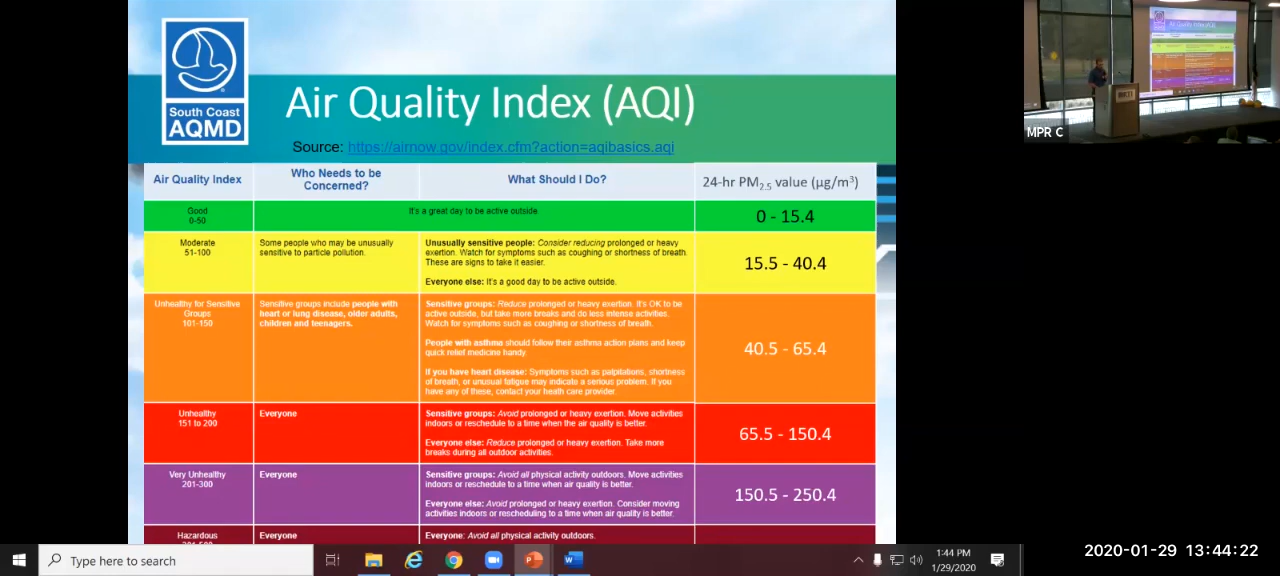 South Coast
AQMD
Air Quality Index (AQI)
Source: https://airnow.gov/index.cfm?action=aqibasics.aqi
Air Quality Index
Who Needs to be
Concerned?
What Should I Do?
24-hr PM2.5 value (µg/m³)
Good
0-50
It's a great day to be active outside.
0 - 15.4
Moderate
51-100
Some people who may be unusually
sensitive to particle pollution.
Unusually sensitive people: Consider reducing prolonged or heavy
exertion. Watch for symptoms such as coughing or shortness of breath.
These are signs to take it easier.
Everyone else: It's a good day to be active outside.
15.5 - 40.4
Unhealthy for Sensitive
Groups
101-150
Sensitive groups include people with
heart or lung disease, older adults,
children and teenagers.
Sensitive groups: Reduce prolonged or heavy exertion. It's OK to be
active outside, but take more breaks and do less intense activities.
Watch for symptoms such as coughing or shortness of breath.
People with asthma should follow their asthma action plans and keep
quick relief medicine handy.
If you have heart disease: Symptoms such as palpitations, shortness
of breath, or unusual fatigue may indicate a serious problem. If you
have any of these, contact your heath care provider.
40.5 - 65.4
Unhealthy
151 to 200
Everyone
Sensitive groups: Avoid prolonged or heavy exertion. Move activities
indoors or reschedule to a time when the air quality is better.
Everyone else: Reduce prolonged or heavy exertion. Take more
breaks during all outdoor activities.
65.5 - 150.4
Very Unhealthy
201-300
Everyone
Sensitive groups: Avoid all physical activity outdoors. Move activities
indoors or reschedule to a time when air quality is better.
Everyone else: Avoid prolonged or heavy exertion. Consider moving
activities indoors or rescheduling to a time when air quality is better.
150.5 - 250.4
Hazardous
Everyone
Everyone: Avoid all physical activity outdoors.
Type here to search
1:44 PM
1/29/2020
Air Quality Index (AQI)
MPR C
2020-01-29 13:44:22